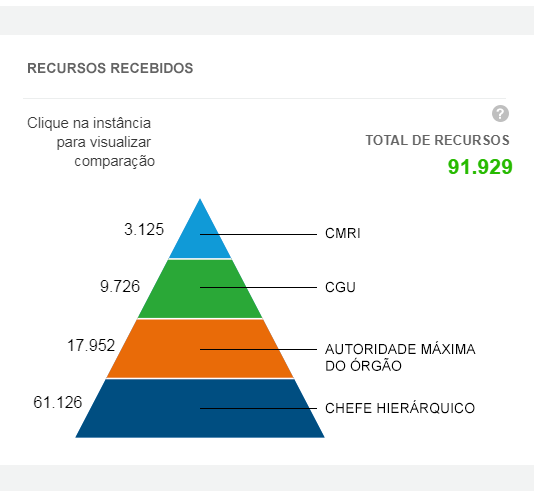 RECURSOS RECEBIDOS
?
Clique na instância
para visualizar
comparação
TOTAL DE RECURSOS
91.929
3.125
CMRI
9.726
CGU
17.952
AUTORIDADE MÁXIMA
DO ÓRGÃO
61.126
CHEFE HIERÁRQUICO